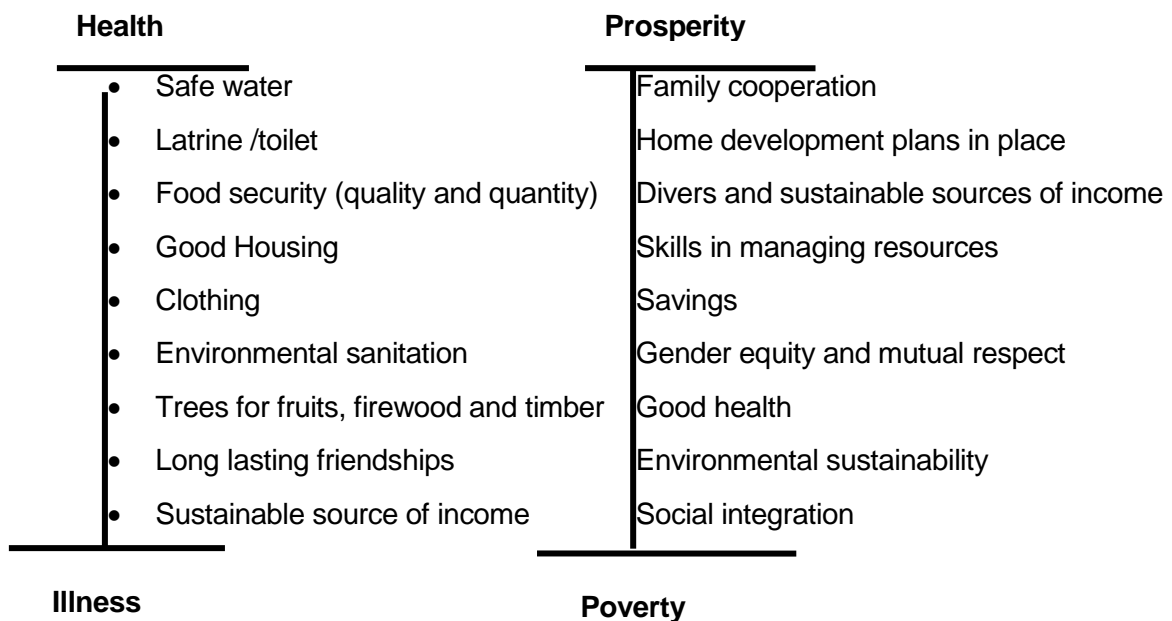 Health
• Safe water
• Latrine /toilet
• Food security (quality and quantity)
• Good Housing
• Clothing
• Environmental sanitation
• Trees for fruits, firewood and timber
• Long lasting friendships
• Sustainable source of income
Illness
Prosperity
Family cooperation
Home development plans in place
Divers and sustainable sources of income
Skills in managing resources
Savings
Gender equity and mutual respect
Good health
Environmental sustainability
Social integration
Poverty